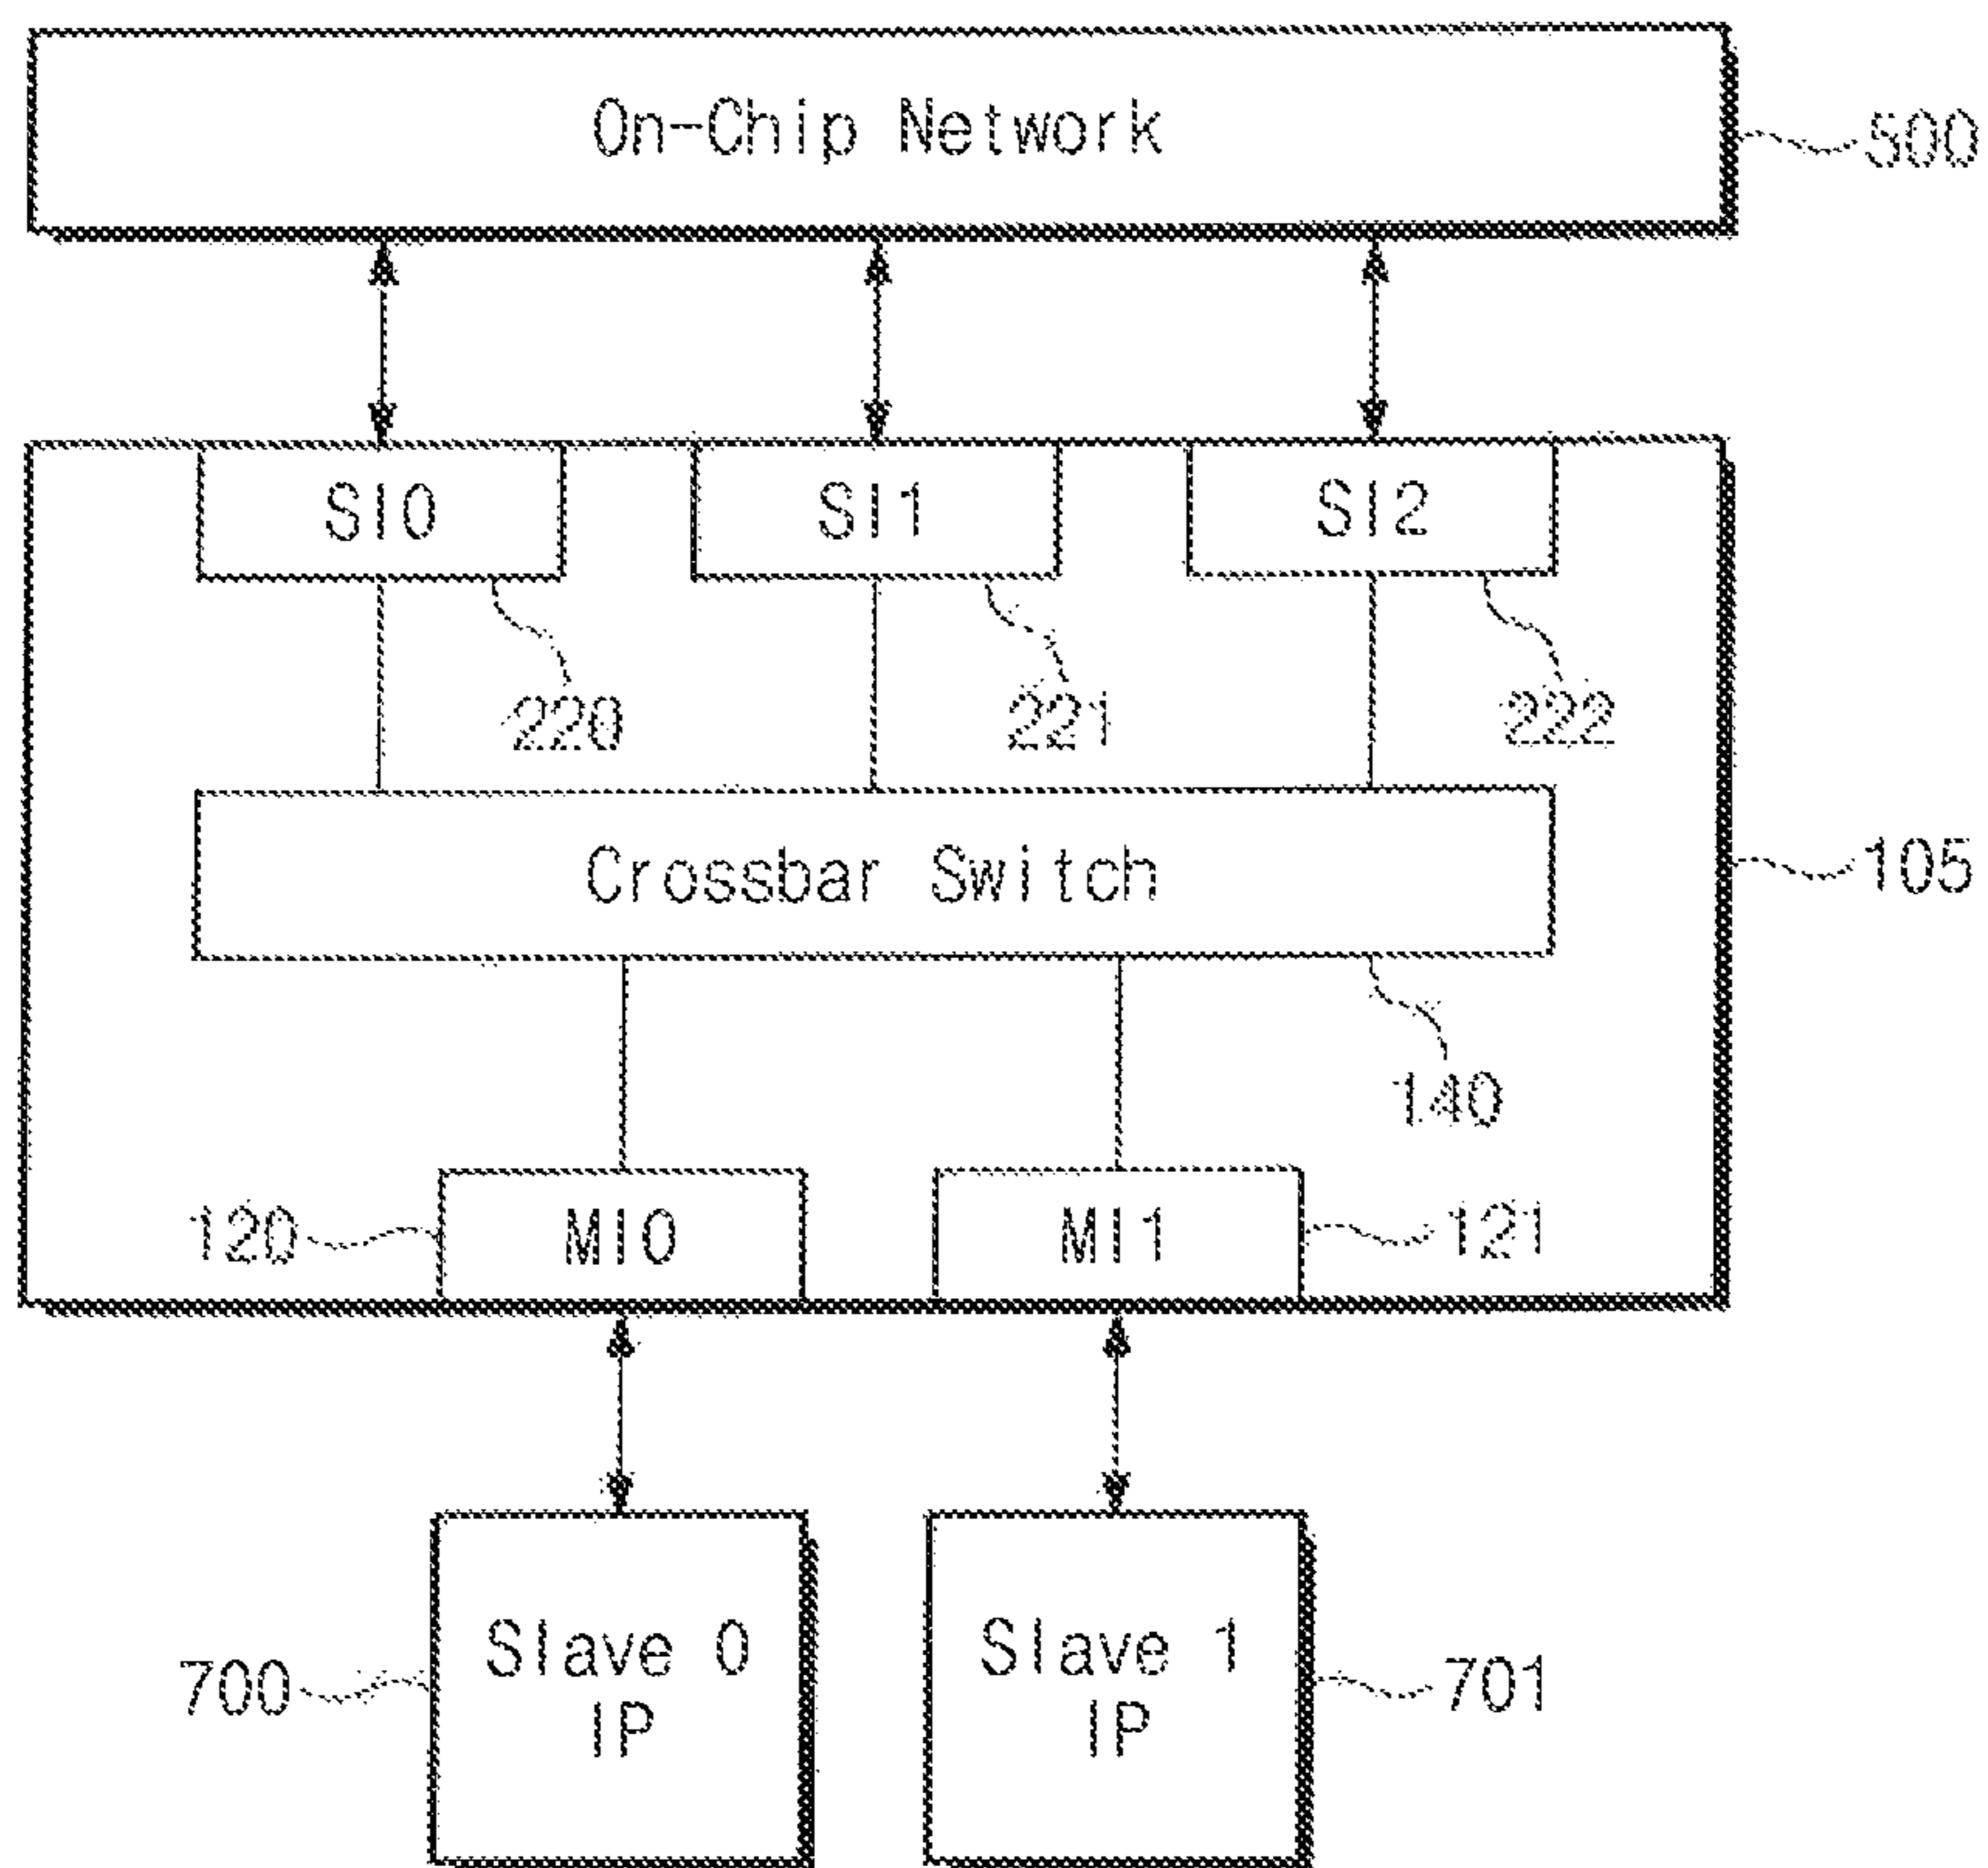 On-Chip Network
500
SI0
SI1
SI2
220
221
222
Crossbar Switch
105
140
120
MI0
MI1
121
Slave 0
IP
Slave 1
IP
700
701